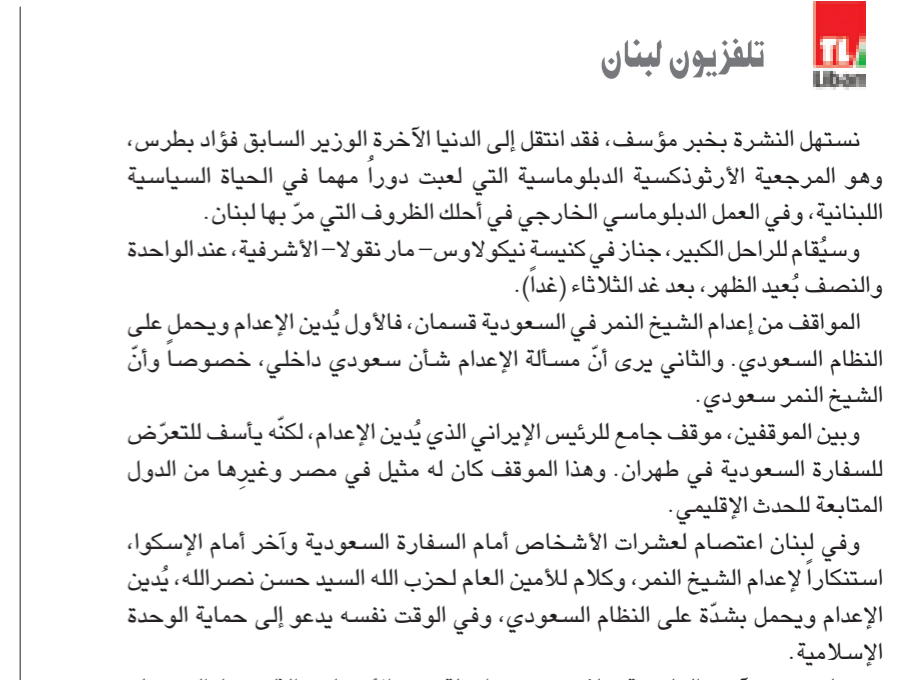 TL
Liban
تلفزيون لبنان
نستهل النشرة بخبر مؤسف، فقد انتقل إلى الدنيا الآخرة الوزير السابق فؤاد بطرس،
وهو المرجعية الأرثوذكسية الدبلوماسية التي لعبت دوراً مهما في الحياة السياسية
اللبنانية، وفي العمل الدبلوماسي الخارجي في أحلك الظروف التي مرّ بها لبنان.
وسيُقام للراحل الكبير، جناز في كنيسة نيكولاوس– مار نقولا– الأشرفية، عند الواحدة
والنصف بُعيد الظهر، بعد غد الثلاثاء (غداً).
المواقف من إعدام الشيخ النمر في السعودية قسمان، فالأول يُدين الإعدام ويحمل على
النظام السعودي. والثاني يرى أنّ مسألة الإعدام شأن سعودي داخلي، خصوصاً وأنّ
الشيخ النمر سعودي.
وبين الموقفين، موقف جامع للرئيس الإيراني الذي يُدين الإعدام، لكنّه يأسف للتعرّض
للسفارة السعودية في طهران. وهذا الموقف كان له مثيل في مصر وغيرِها من الدول
المتابعة للحدث الإقليمي.
وفي لبنان اعتصام لعشرات الأشخاص أمام السفارة السعودية وآخر أمام الإسكوا،
استنكاراً لإعدام الشيخ النمر، وكلام للأمين العام لحزب الله السيد حسن نصرالله، يُدين
الإعدام ويحمل بشدّة على النظام السعودي، وفي الوقت نفسه يدعو إلى حماية الوحدة
الإسلامية.